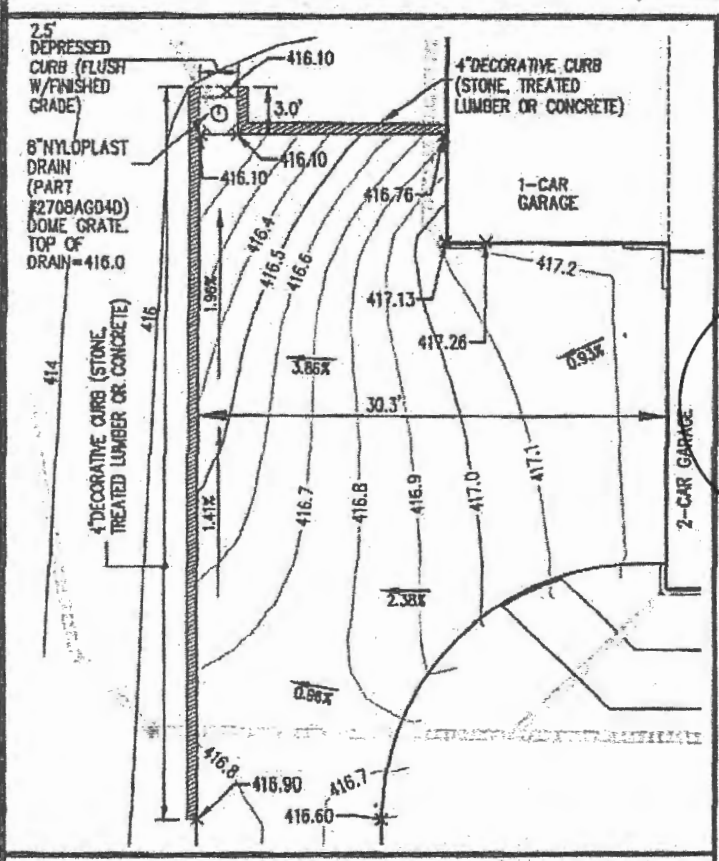 2.5'
DEPRESSED
CURB (FLUSH
W/FINISHED
GRADE)
416.10
4"DECORATIVE CURB
(STONE, TREATED
LUMBER OR CONCRETE)
3.0'
8"NYLOPLAST
DRAIN
(PART
#2708AGD4D)
DOME GRATE.
TOP OF
DRAIN=416.0
416.10
416.10
416.76
1-CAR
GARAGE
416.4
416.5
416.6
417.2
417.13
417.26
1.96%
416
414
4"DECORATIVE CURB (STONE,
TREATED LUMBER OR CONCRETE)
3.86%
0.93%
30.3'
2-CAR GARAGE
1.41%
416.7
416.8
416.9
417.0
417.1
2.38%
0.96%
416.8
416.90
416.7
416.60